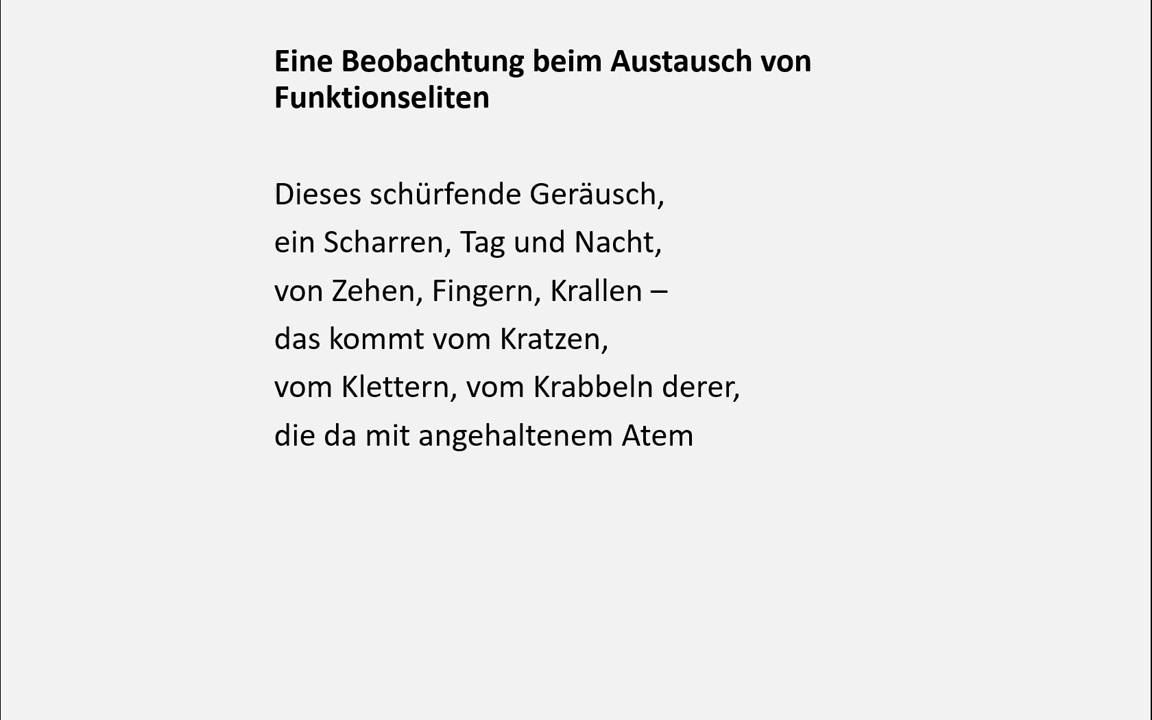 Eine Beobachtung beim Austausch von
Funktionseliten
Dieses schürfende Geräusch,
ein Scharren, Tag und Nacht,
von Zehen, Fingern, Krallen –
das kommt vom Kratzen,
vom Klettern, vom Krabbeln derer,
die da mit angehaltenem Atem